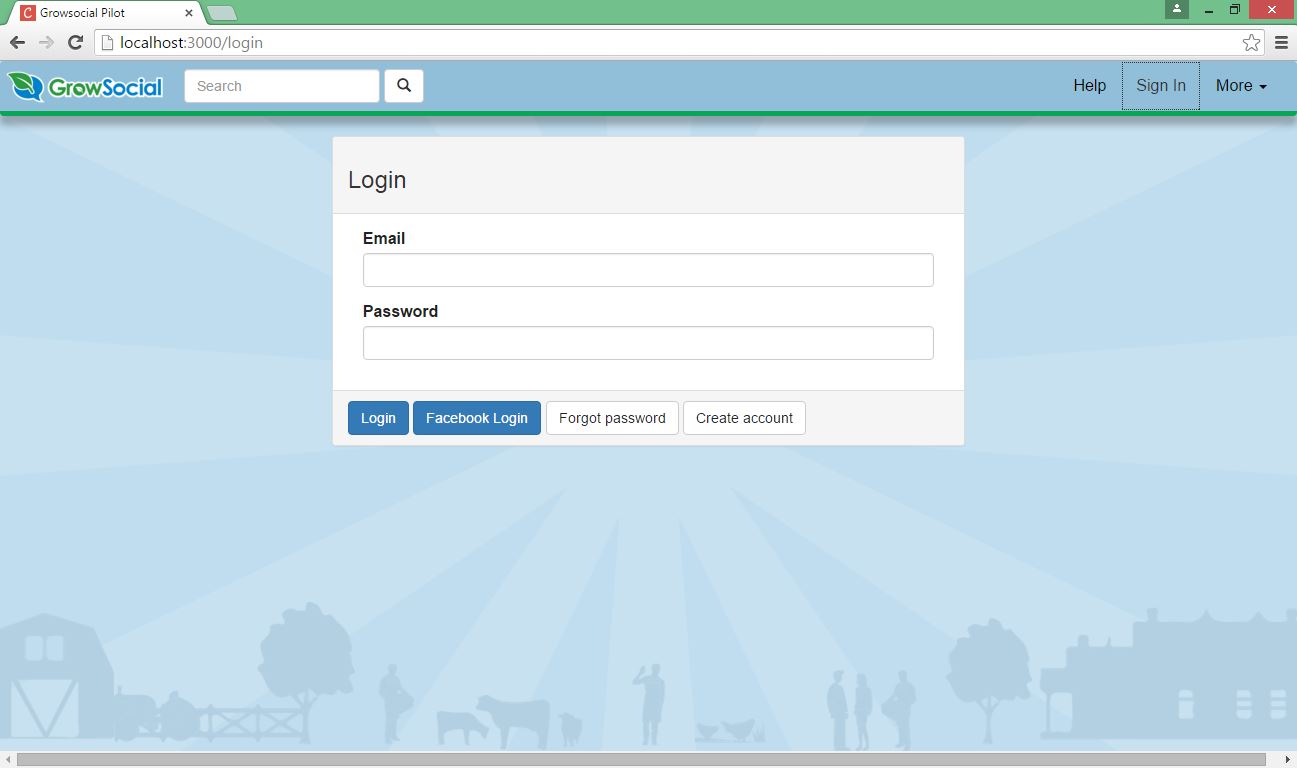 Growsocial Pilot
localhost:3000/login
GrowSocial Search Help Sign In More
Login
Email
Password
Login Facebook Login Forgot password Create account